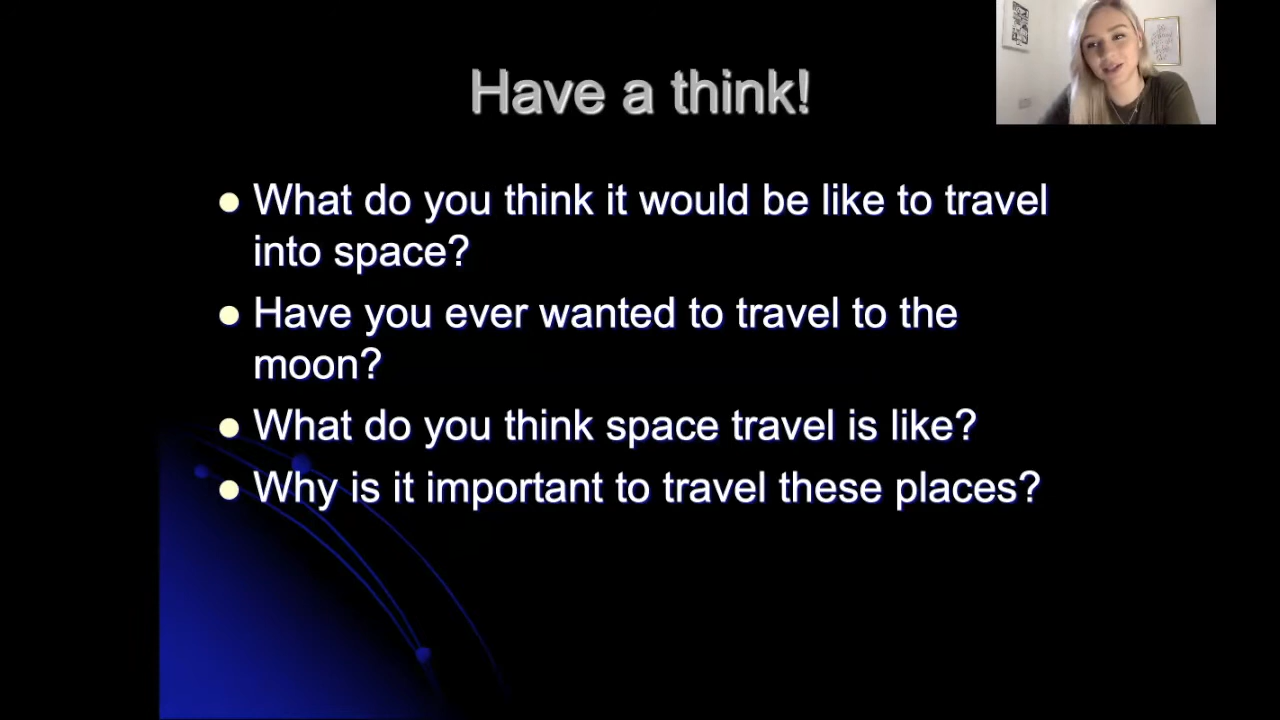 Have a think!
What do you think it would be like to travel
into space?
Have you ever wanted to travel to the
moon?
What do you think space travel is like?
Why is it important to travel these places?